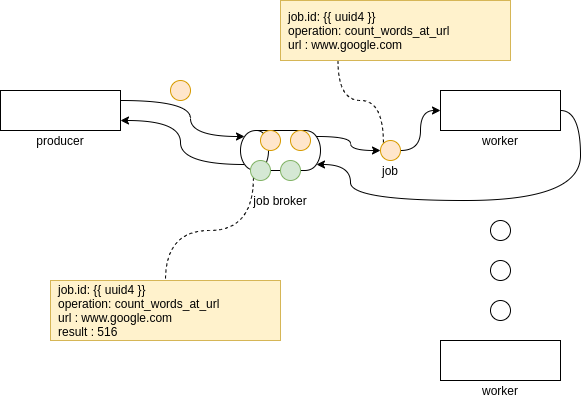 job.id: {{ uuid4 }}
operation: count_words_at_url
url : www.google.com
producer
worker
job
job broker
job.id: {{ uuid4 }}
operation: count_words_at_url
url : www.google.com
result : 516
worker